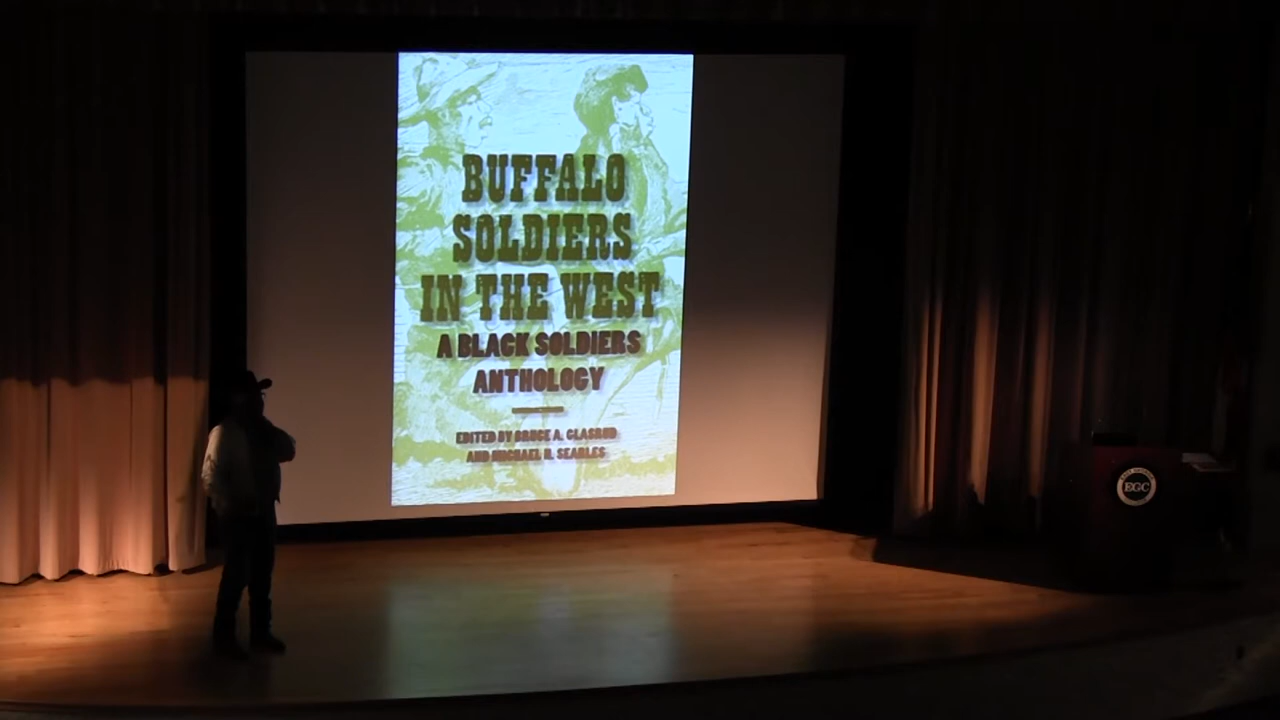 BUFFALO
SOLDIERS
IN THE WEST
A BLACK SOLDIERS
ANTHOLOGY
EDITED BY BRUCE A. GLASRUD
AND MICHAEL N. SEARLES
EGC